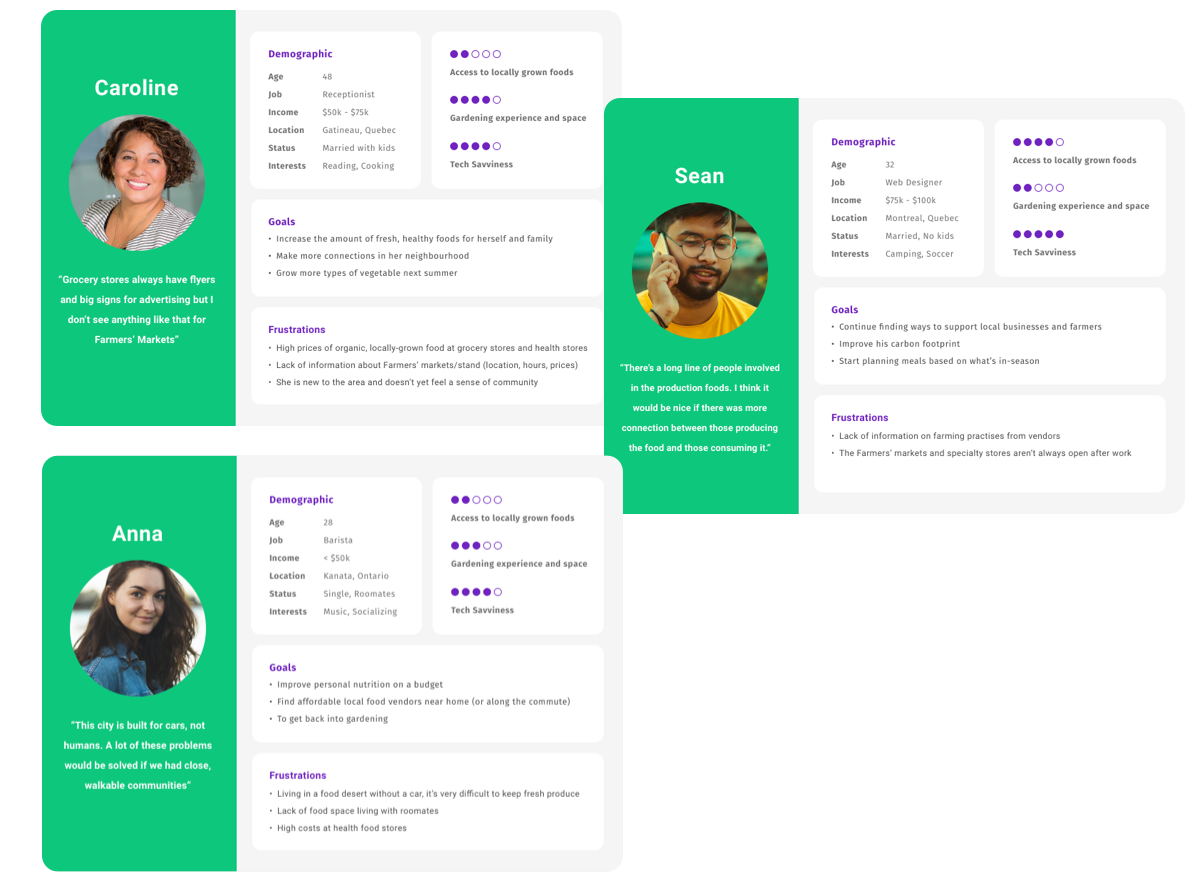 Caroline
“Grocery stores always have flyers
and big signs for advertising but I
don’t see anything like that for
Farmers’ Markets”
Demographic
Age 48
Job Receptionist
Income $50k - $75k
Location Gatineau, Quebec
Status Married with kids
Interests Reading, Cooking
Access to locally grown foods
Gardening experience and space
Tech Savviness
Goals
• Increase the amount of fresh, healthy foods for herself and family
• Make more connections in her neighbourhood
• Grow more types of vegetable next summer
Frustrations
• High prices of organic, locally-grown food at grocery stores and health stores
• Lack of information about Farmers’ markets/stand (location, hours, prices)
• She is new to the area and doesn’t yet feel a sense of community
Sean
“There’s a long line of people involved
in the production foods. I think it
would be nice if there was more
connection between those producing
the food and those consuming it.”
Demographic
Age 32
Job Web Designer
Income $75k - $100k
Location Montreal, Quebec
Status Married, No kids
Interests Camping, Soccer
Access to locally grown foods
Gardening experience and space
Tech Savviness
Goals
• Continue finding ways to support local businesses and farmers
• Improve his carbon footprint
• Start planning meals based on what’s in-season
Frustrations
• Lack of information on farming practises from vendors
• The Farmers’ markets and specialty stores aren’t always open after work
Anna
“This city is built for cars, not
humans. A lot of these problems
would be solved if we had close,
walkable communities”
Demographic
Age 28
Job Barista
Income < $50k
Location Kanata, Ontario
Status Single, Roomates
Interests Music, Socializing
Access to locally grown foods
Gardening experience and space
Tech Savviness
Goals
• Improve personal nutrition on a budget
• Find affordable local food vendors near home (or along the commute)
• To get back into gardening
Frustrations
• Living in a food desert without a car, it’s very difficult to keep fresh produce
• Lack of food space living with roomates
• High costs at health food stores